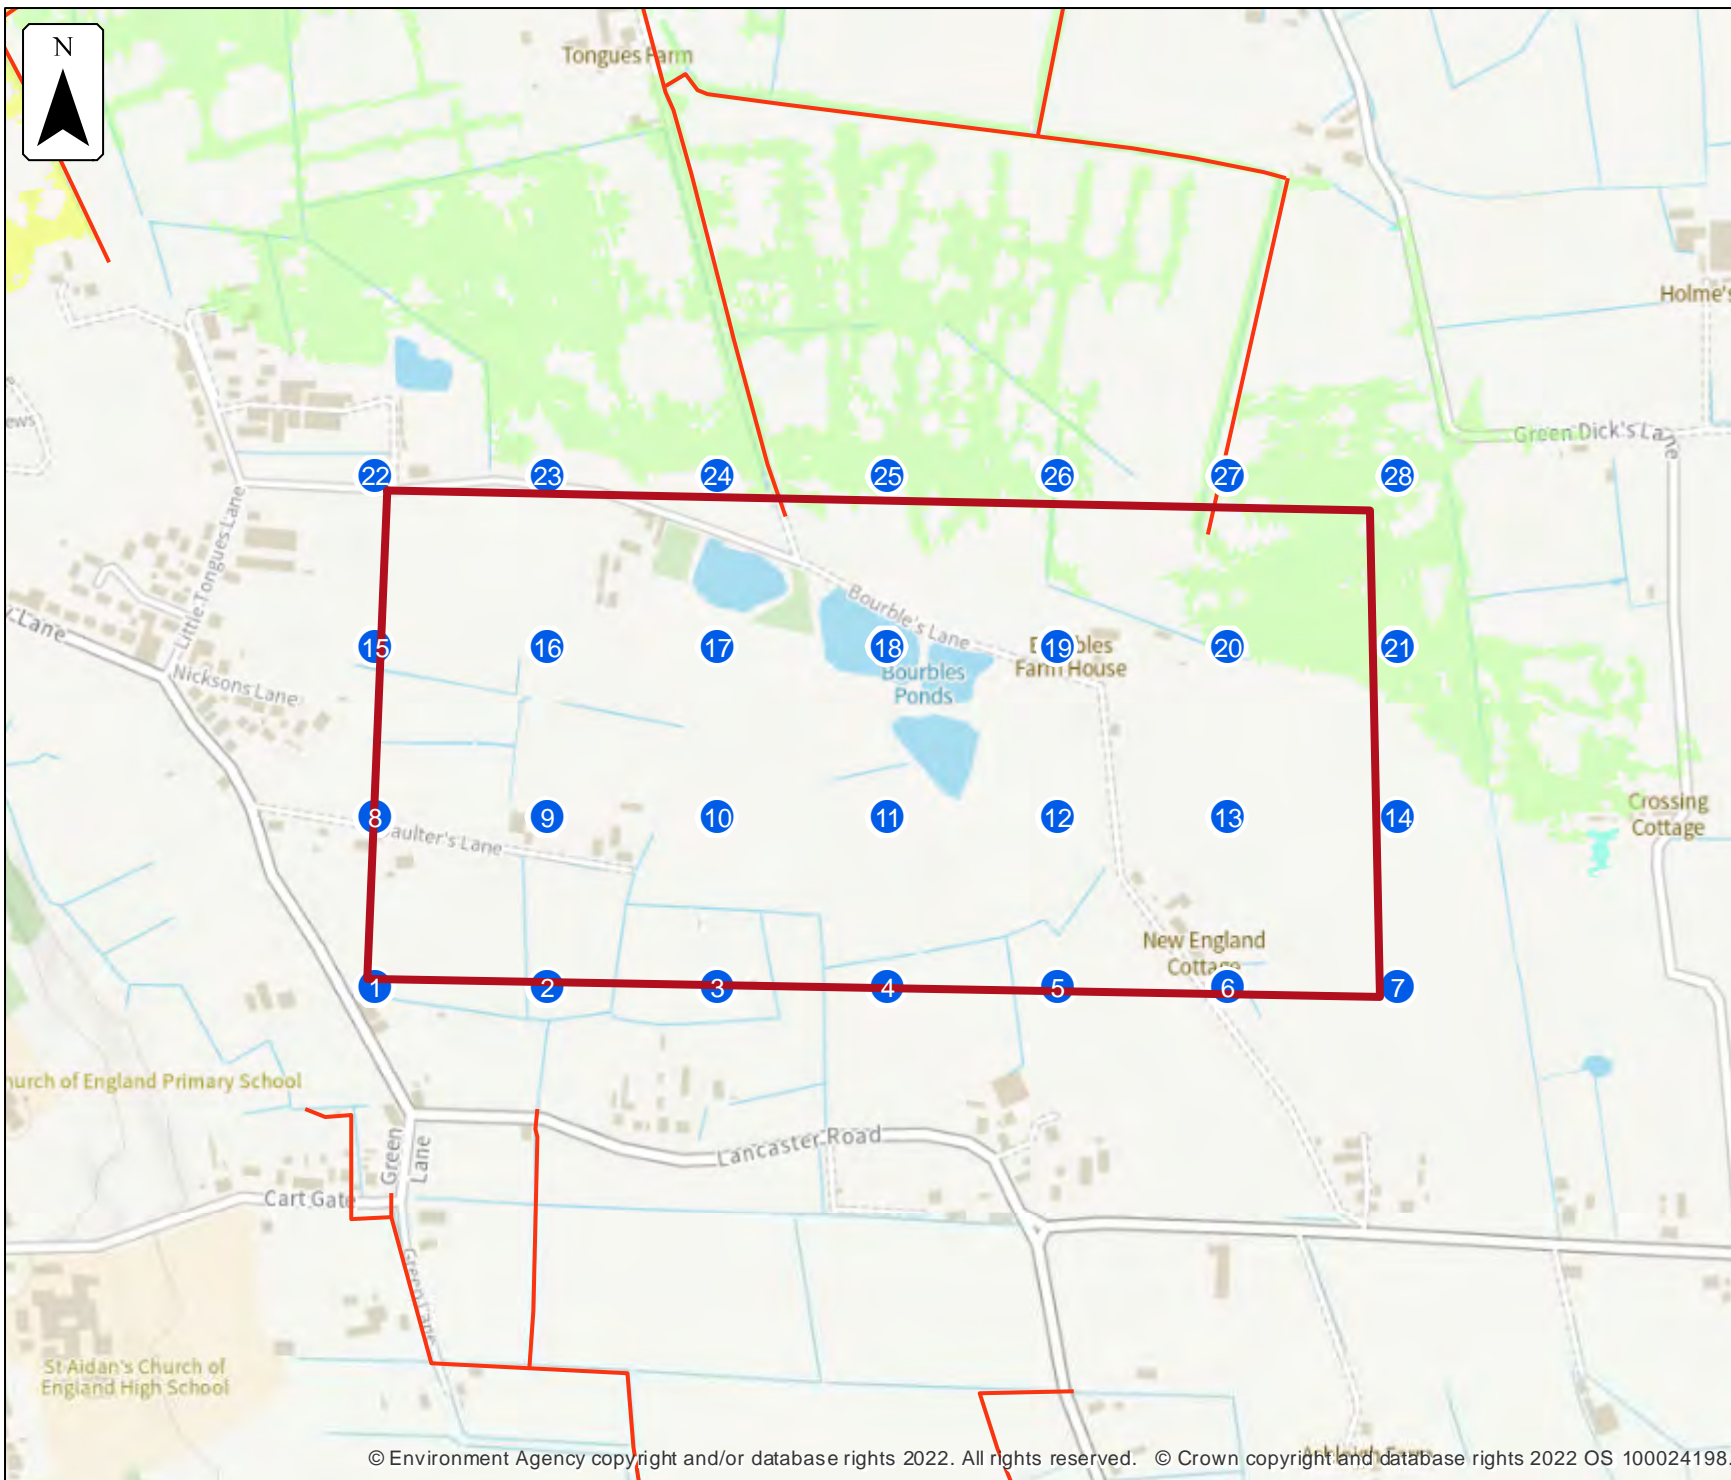 N
Tongues Farm
Holme's
ews
Green Dick's Lane
22
23
24
25
26
27
28
Little Tongues Lane
Lane
Nicksons Lane
Bourble's Lane
15
16
17
18
19
20
21
Farm House
Bourbles
Ponds
8
9
10
11
12
13
14
aulter's Lane
Crossing
Cottage
New England
Cottage
1
2
3
4
5
6
7
hurch of England Primary School
Green
Lane
Lancaster Road
Cart Gate
Green Lane
St Aidan's Church of
England High School
© Environment Agency copyright and/or database rights 2022. All rights reserved. © Crown copyright and database rights 2022 OS 100024198.